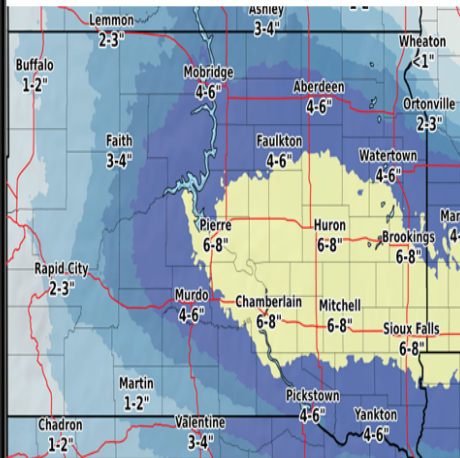 Ashley
3-4"
Lemmon
2-3"
Wheaton
<1"
Buffalo
1-2"
Mobridge
4-6"
Aberdeen
4-6"
Ortonville
2-3"
Faith
3-4"
Faulkton
4-6"
Watertown
4-6"
Pierre
6-8"
Huron
6-8"
Brookings
6-8"
Mar
4-
Rapid City
2-3"
Murdo
4-6"
Chamberlain
6-8"
Mitchell
6-8"
Sioux Falls
6-8"
Martin
1-2"
Pickstown
4-6"
Yankton
4-6"
Chadron
1-2"
Valentine
3-4"